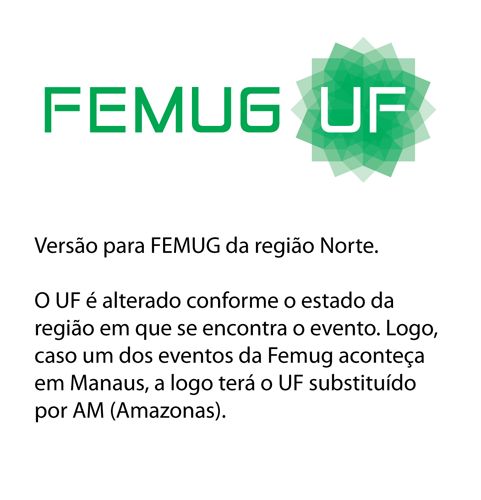 FEMUG UF
Versão para FEMUG da região Norte.
O UF é alterado conforme o estado da
região em que se encontra o evento. Logo,
caso um dos eventos da Femug aconteça
em Manaus, a logo terá o UF substituído
por AM (Amazonas).